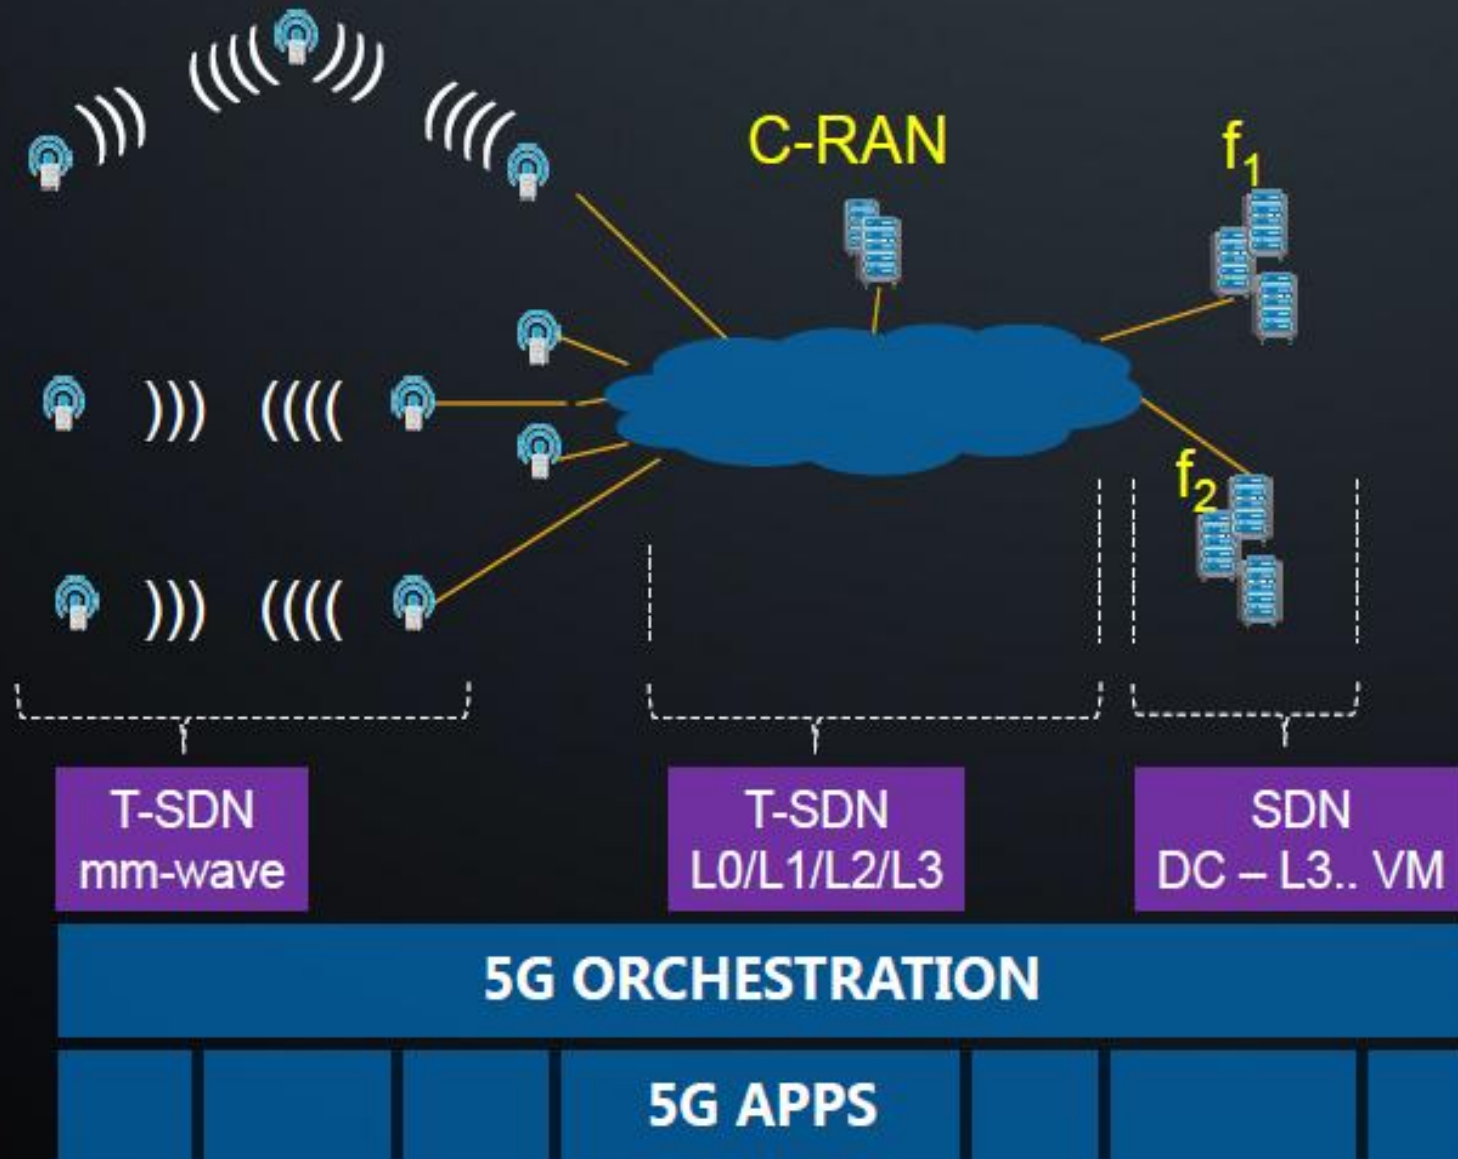 C-RAN
f₁
f₂
T-SDN
mm-wave
T-SDN
L0/L1/L2/L3
SDN
DC – L3.. VM
5G ORCHESTRATION
5G APPS